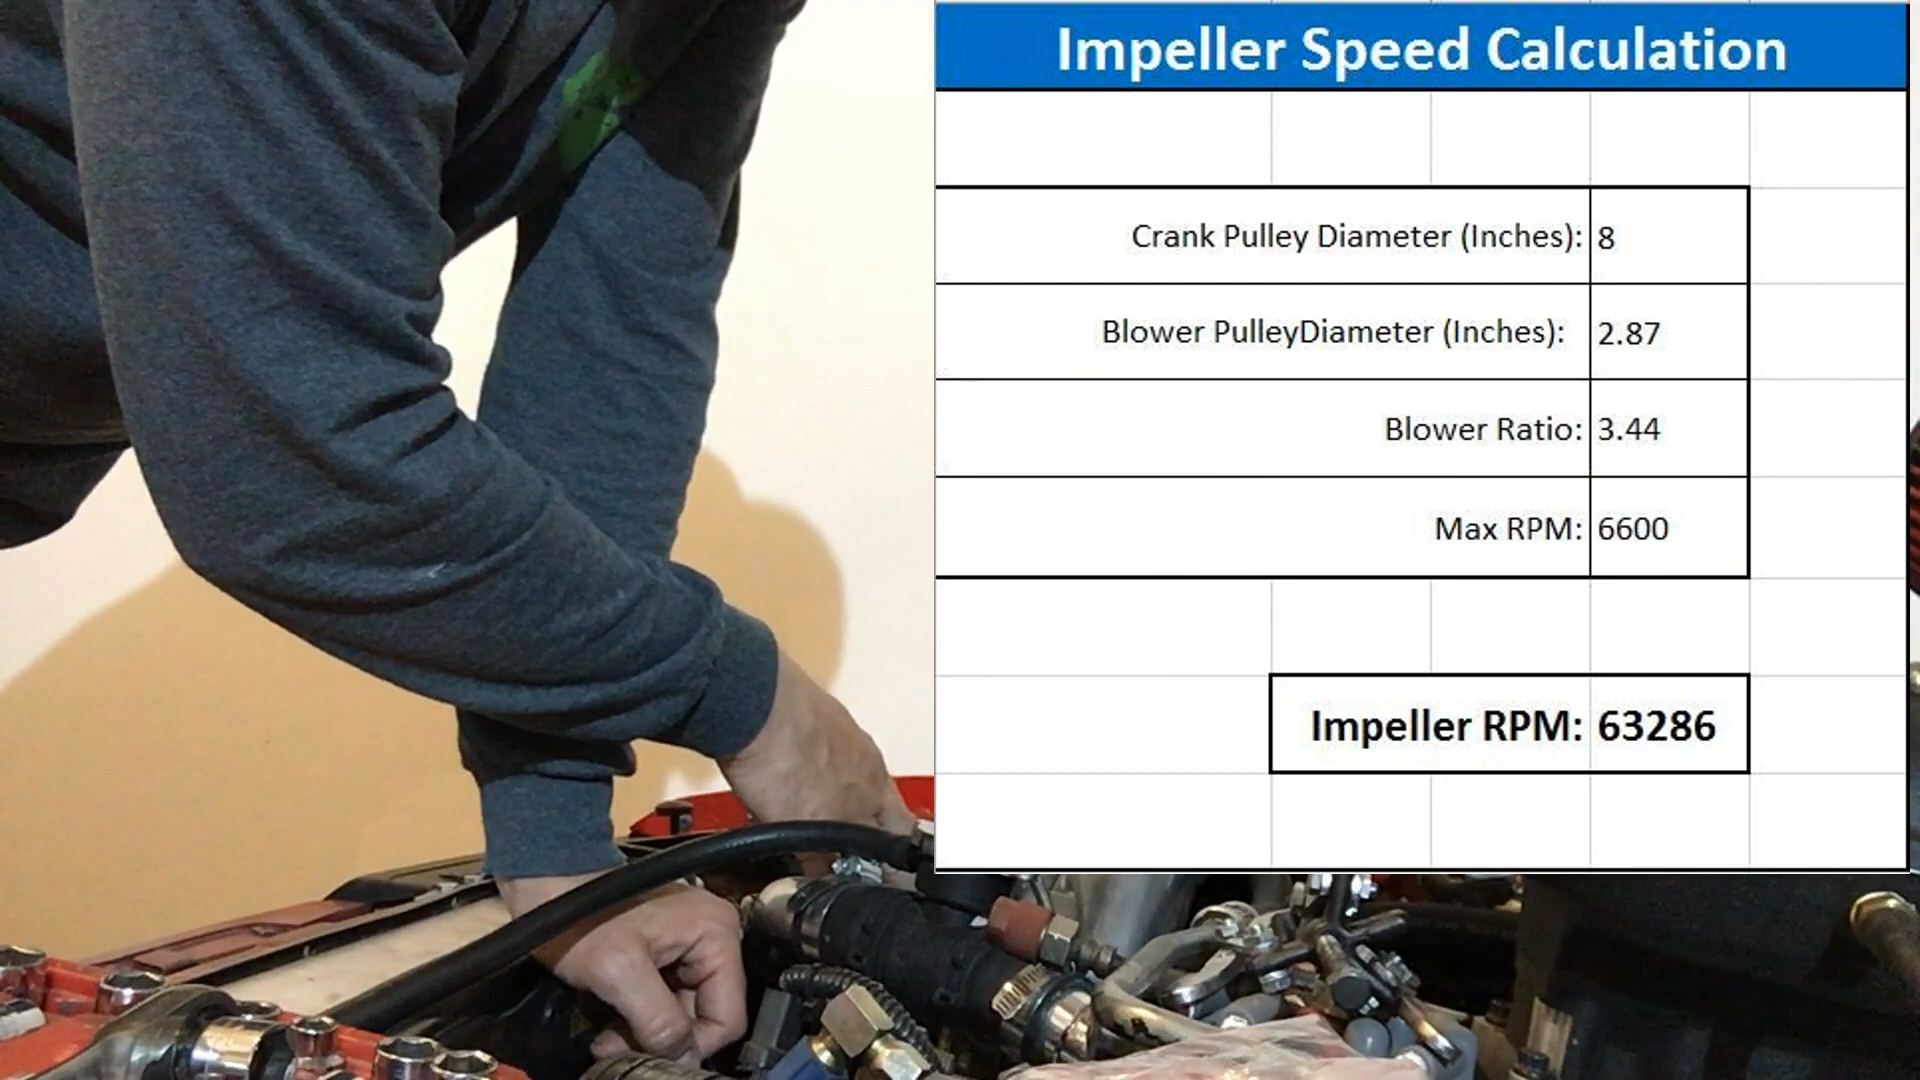 Impeller Speed Calculation
Crank Pulley Diameter (Inches): 8
Blower PulleyDiameter (Inches): 2.87
Blower Ratio: 3.44
Max RPM: 6600
Impeller RPM: 63286